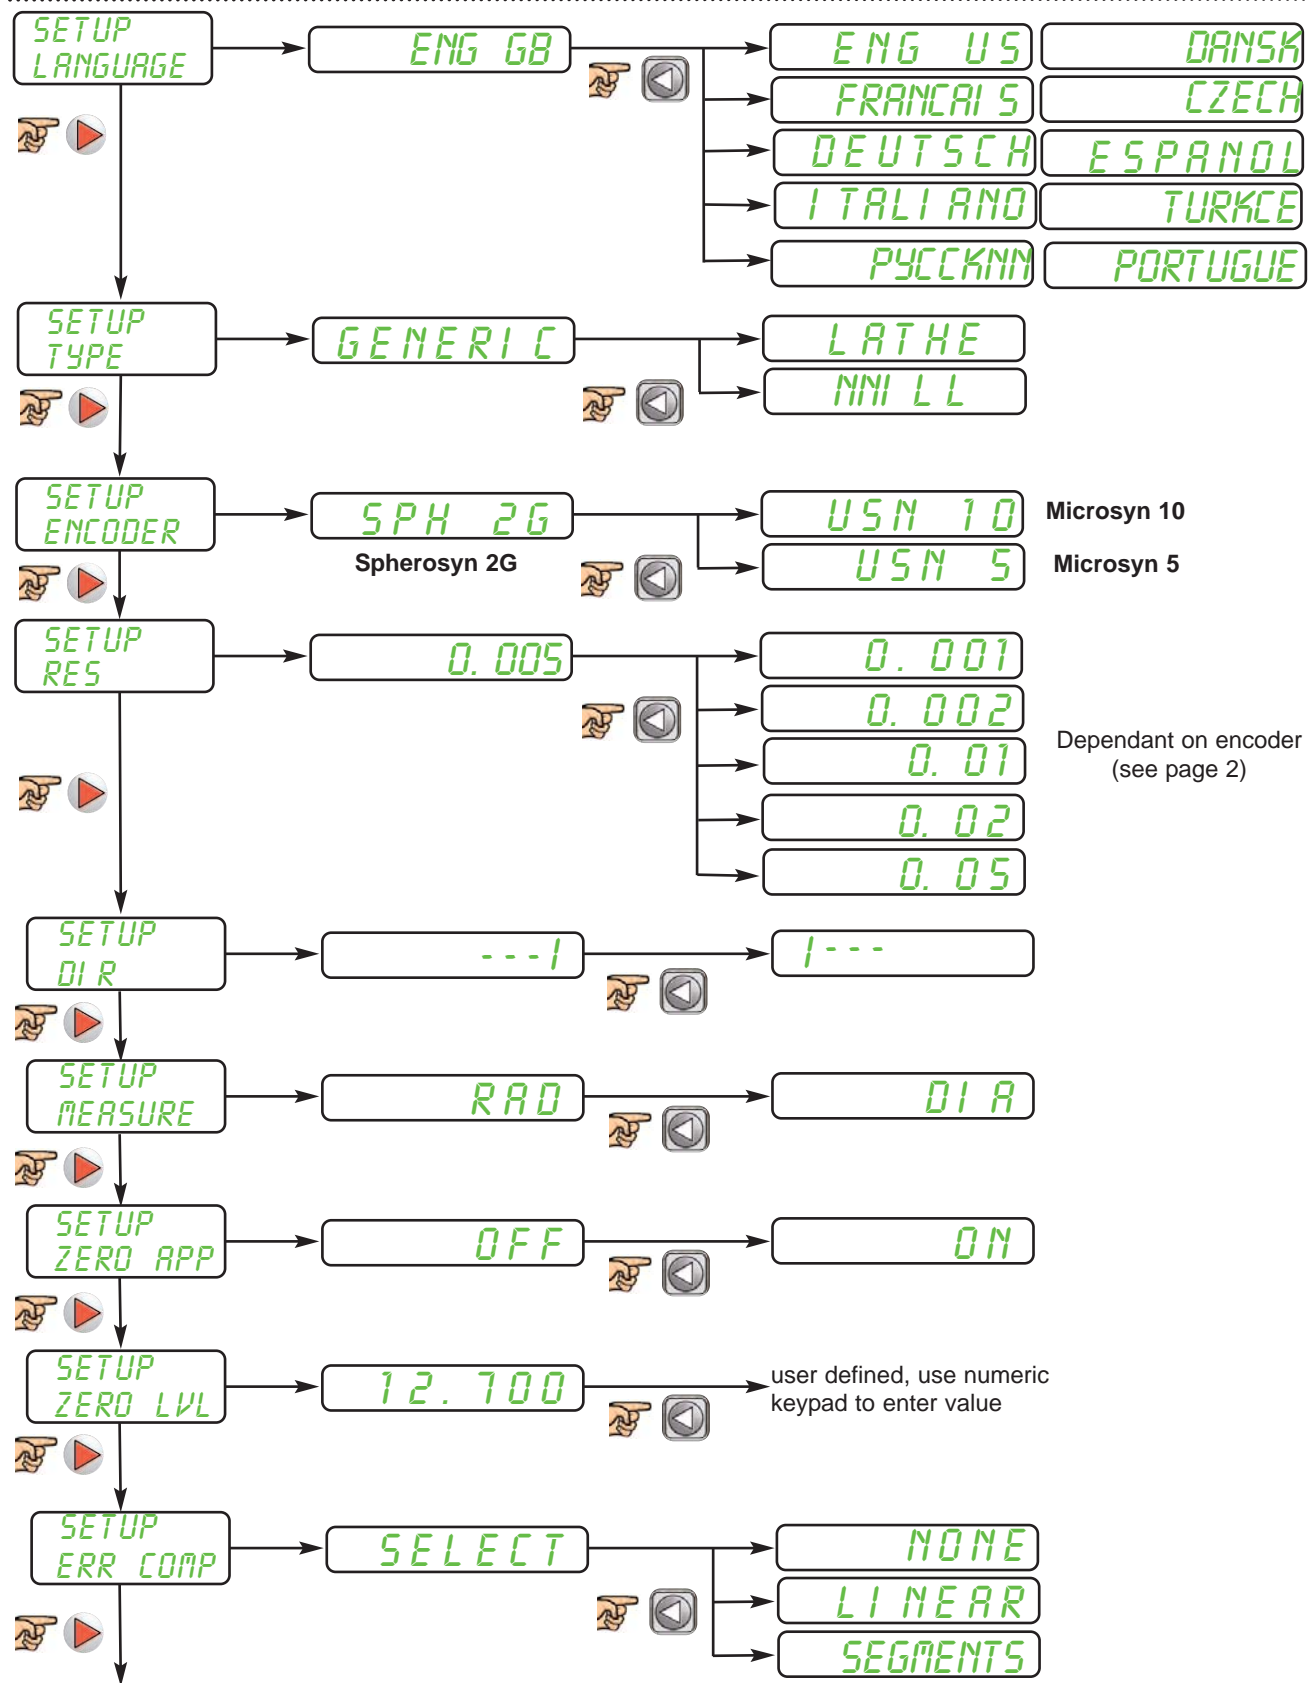 SETUP
LANGUAGE
ENG GB
ENG US
DANSK
FRANCAIS
CZECH
DEUTSCH
ESPANOL
ITALIANO
TURKCE
РУССКNN
PORTUGUE
SETUP
TYPE
GENERIC
LATHE
MILL
SETUP
ENCODER
SPH 2G
Spherosyn 2G
USN 10
Microsyn 10
USN 5
Microsyn 5
SETUP
RES
0.005
0.001
0.002
0.01
0.02
0.05
Dependant on encoder
(see page 2)
SETUP
DIR
---I
I---
SETUP
MEASURE
RAD
DIA
SETUP
ZERO APP
OFF
ON
SETUP
ZERO LVL
12.700
user defined, use numeric
keypad to enter value
SETUP
ERR COMP
SELECT
NONE
LINEAR
SEGMENTS